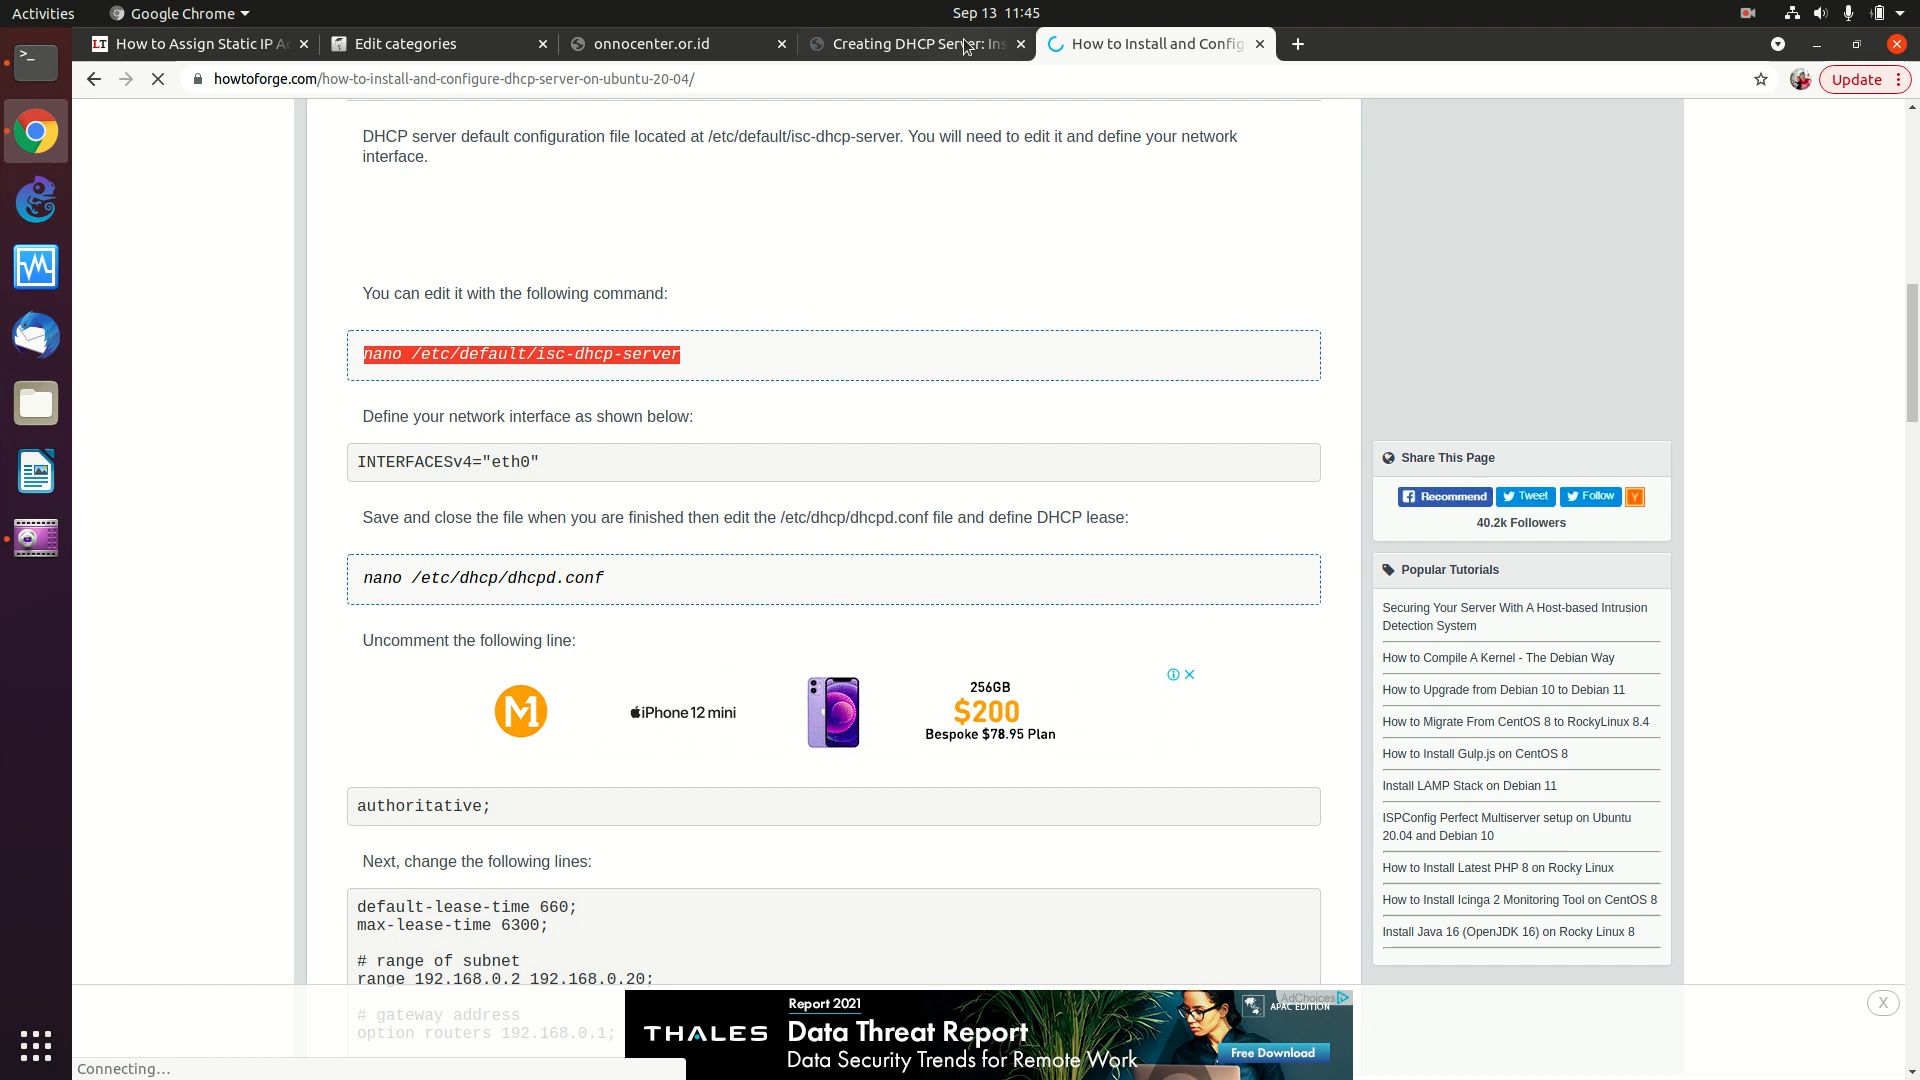 Activities
Google Chrome
Sep 13 11:45
LT How to Assign Static IP A
Edit categories
onnocenter.or.id
Creating DHCP Server: Ins
How to Install and Config
howtoforge.com/how-to-install-and-configure-dhcp-server-on-ubuntu-20-04/
Update
DHCP server default configuration file located at /etc/default/isc-dhcp-server. You will need to edit it and define your network
interface.
You can edit it with the following command:
nano /etc/default/isc-dhcp-server
Define your network interface as shown below:
INTERFACESv4="eth0"
Save and close the file when you are finished then edit the /etc/dhcp/dhcpd.conf file and define DHCP lease:
nano /etc/dhcp/dhcpd.conf
Uncomment the following line:
M1
iPhone 12 mini
256GB
$200
Bespoke $78.95 Plan
authoritative;
Next, change the following lines:
default-lease-time 660;
max-lease-time 6300;
# range of subnet
range 192.168.0.2 192.168.0.20;
# gateway address
option routers 192.168.0.1;
Share This Page
Recommend
Tweet
Follow
Y
40.2k Followers
Popular Tutorials
Securing Your Server With A Host-based Intrusion
Detection System
How to Compile A Kernel - The Debian Way
How to Upgrade from Debian 10 to Debian 11
How to Migrate From CentOS 8 to RockyLinux 8.4
How to Install Gulp.js on CentOS 8
Install LAMP Stack on Debian 11
ISPConfig Perfect Multiserver setup on Ubuntu
20.04 and Debian 10
How to Install Latest PHP 8 on Rocky Linux
How to Install Icinga 2 Monitoring Tool on CentOS 8
Install Java 16 (OpenJDK 16) on Rocky Linux 8
Report 2021
THALES
Data Threat Report
Data Security Trends for Remote Work
AdChoices
APAC EDITION
Free Download
X
Connecting...